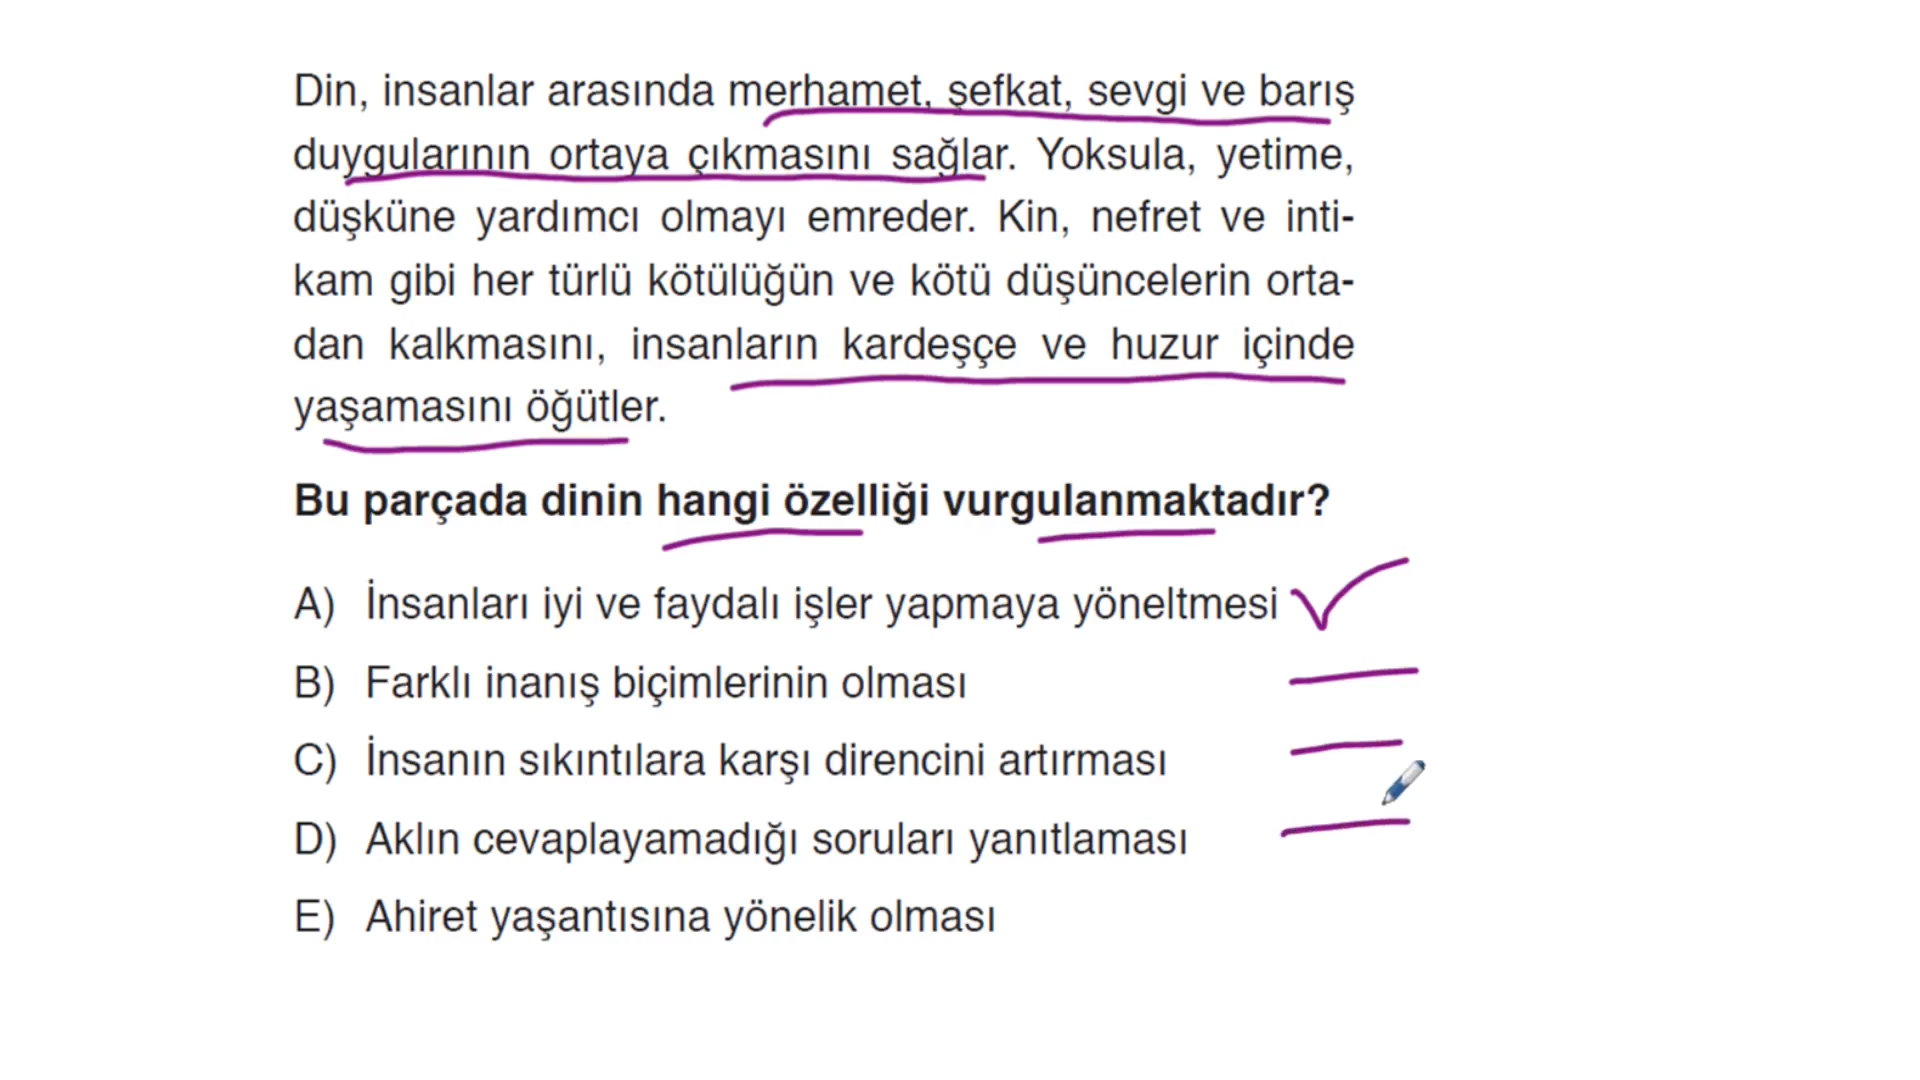 Din, insanlar arasında merhamet, şefkat, sevgi ve barış
duygularının ortaya çıkmasını sağlar. Yoksula, yetime,
düşküne yardımcı olmayı emreder. Kin, nefret ve inti-
kam gibi her türlü kötülüğün ve kötü düşüncelerin orta-
dan kalkmasını, insanların kardeşçe ve huzur içinde
yaşamasını öğütler.
Bu parçada dinin hangi özelliği vurgulanmaktadır?
A) İnsanları iyi ve faydalı işler yapmaya yöneltmesi
B) Farklı inanış biçimlerinin olması
C) İnsanın sıkıntılara karşı direncini artırması
D) Aklın cevaplayamadığı soruları yanıtlaması
E) Ahiret yaşantısına yönelik olması